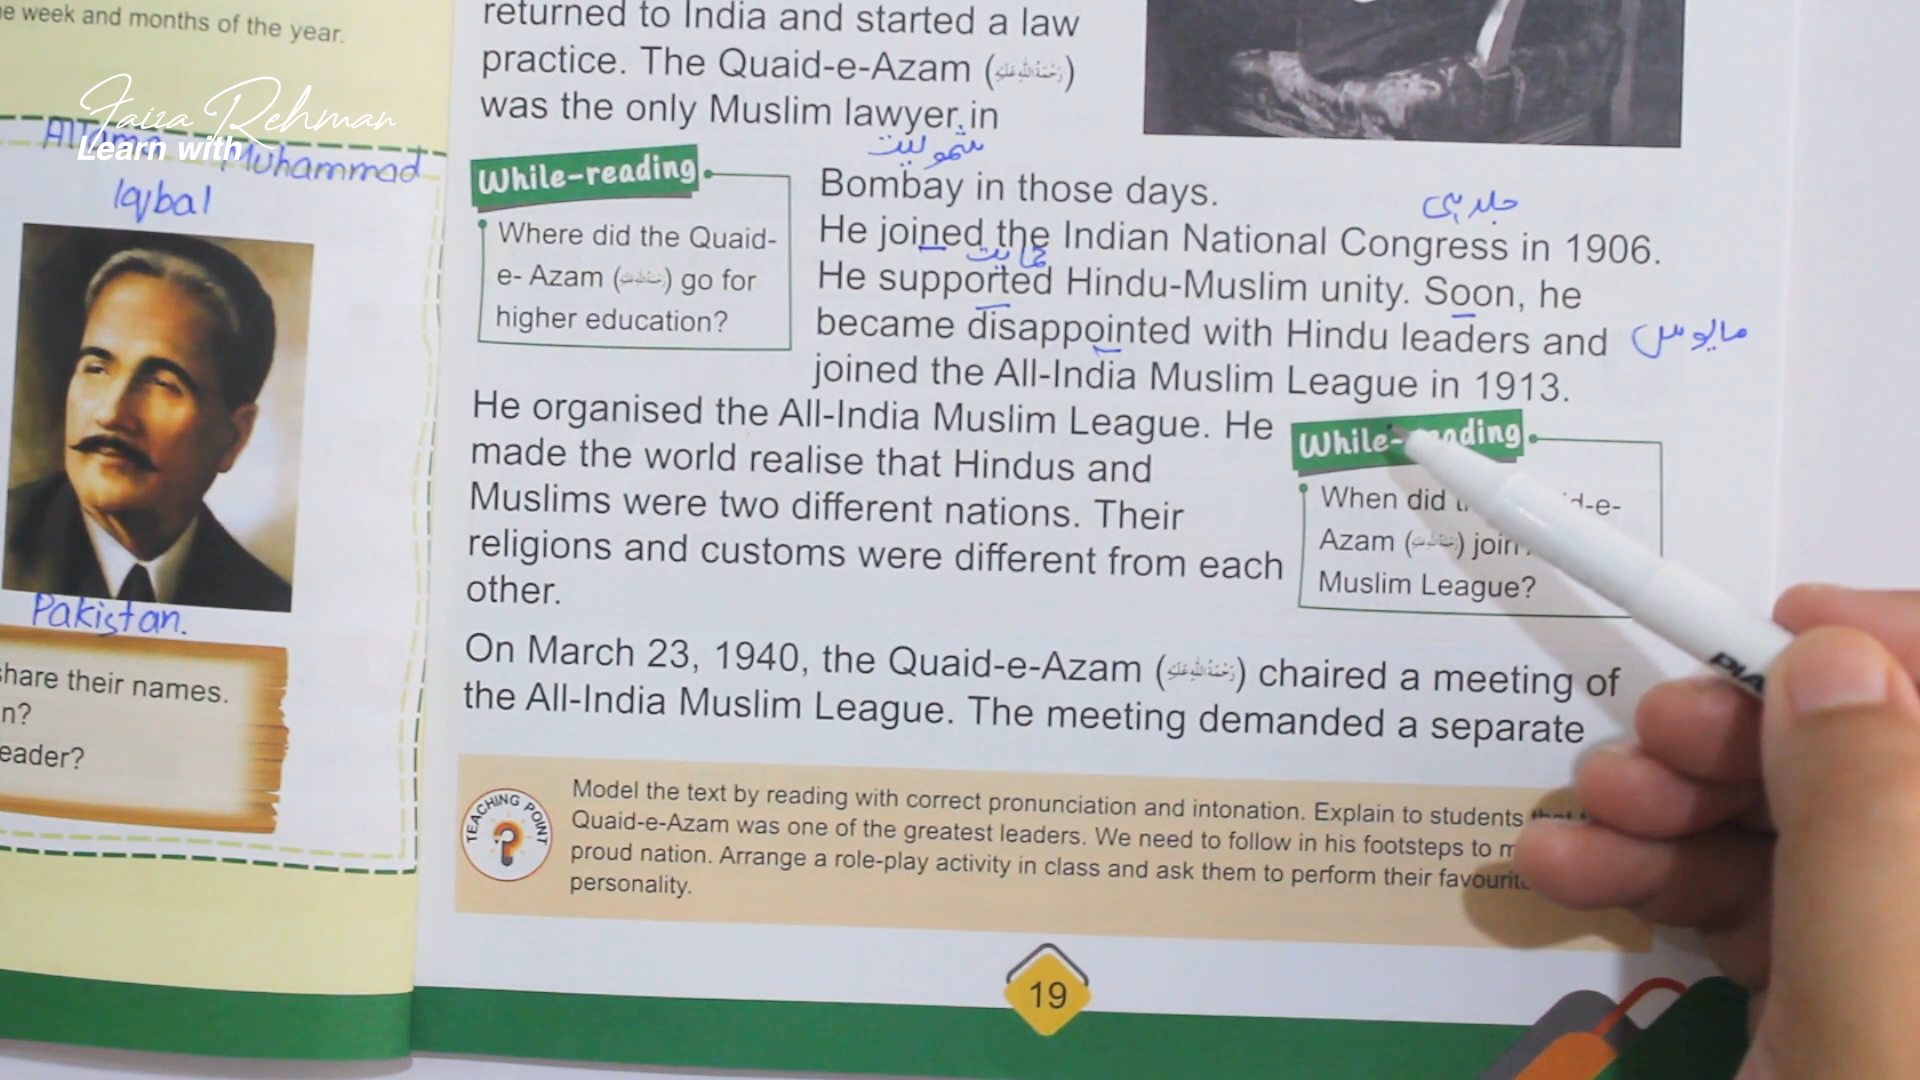 e week and months of the year.
Faiza Rehman
Learn with
Allama Muhammad
Iqbal
Pakistan.
hare their names.
n?
eader?
returned to India and started a law
practice. The Quaid-e-Azam (رَحْمَةُ اللّٰهِ عَلَيْهِ)
was the only Muslim lawyer in
شمولیت
While-reading
Where did the Quaid-
e- Azam (رَحْمَةُ اللّٰهِ عَلَيْهِ) go for
higher education?
Bombay in those days.
جلد ہی
He joined the Indian National Congress in 1906.
حمایت
He supported Hindu-Muslim unity. Soon, he
became disappointed with Hindu leaders and مایوس
joined the All-India Muslim League in 1913.
He organised the All-India Muslim League. He
made the world realise that Hindus and
Muslims were two different nations. Their
religions and customs were different from each
other.
While-reading
When did d-e-
Azam (رَحْمَةُ اللّٰهِ عَلَيْهِ) join
Muslim League?
On March 23, 1940, the Quaid-e-Azam (رَحْمَةُ اللّٰهِ عَلَيْهِ) chaired a meeting of
the All-India Muslim League. The meeting demanded a separate
TEACHING POINT
Model the text by reading with correct pronunciation and intonation. Explain to students
Quaid-e-Azam was one of the greatest leaders. We need to follow in his footsteps to m
proud nation. Arrange a role-play activity in class and ask them to perform their favourit
personality.
19